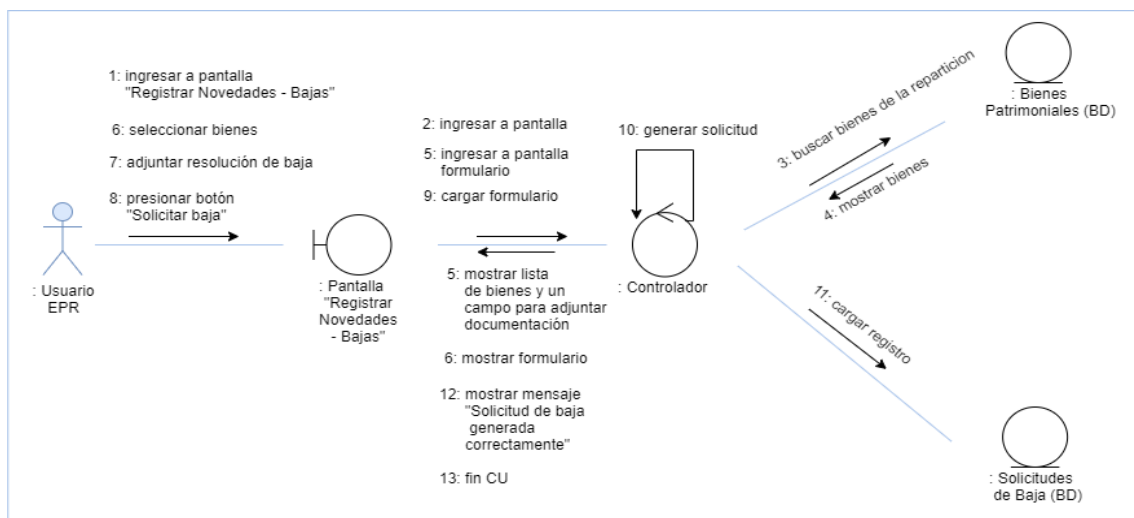 1: ingresar a pantalla
"Registrar Novedades - Bajas"
6: seleccionar bienes
7: adjuntar resolución de baja
8: presionar botón
"Solicitar baja"
: Usuario
EPR
: Pantalla
"Registrar
Novedades
- Bajas"
2: ingresar a pantalla
5: ingresar a pantalla
formulario
9: cargar formulario
5: mostrar lista
de bienes y un
campo para adjuntar
documentación
6: mostrar formulario
12: mostrar mensaje
"Solicitud de baja
generada
correctamente"
13: fin CU
10: generar solicitud
: Controlador
3: buscar bienes de la reparticion
4: mostrar bienes
: Bienes
Patrimoniales (BD)
11: cargar registro
: Solicitudes
de Baja (BD)